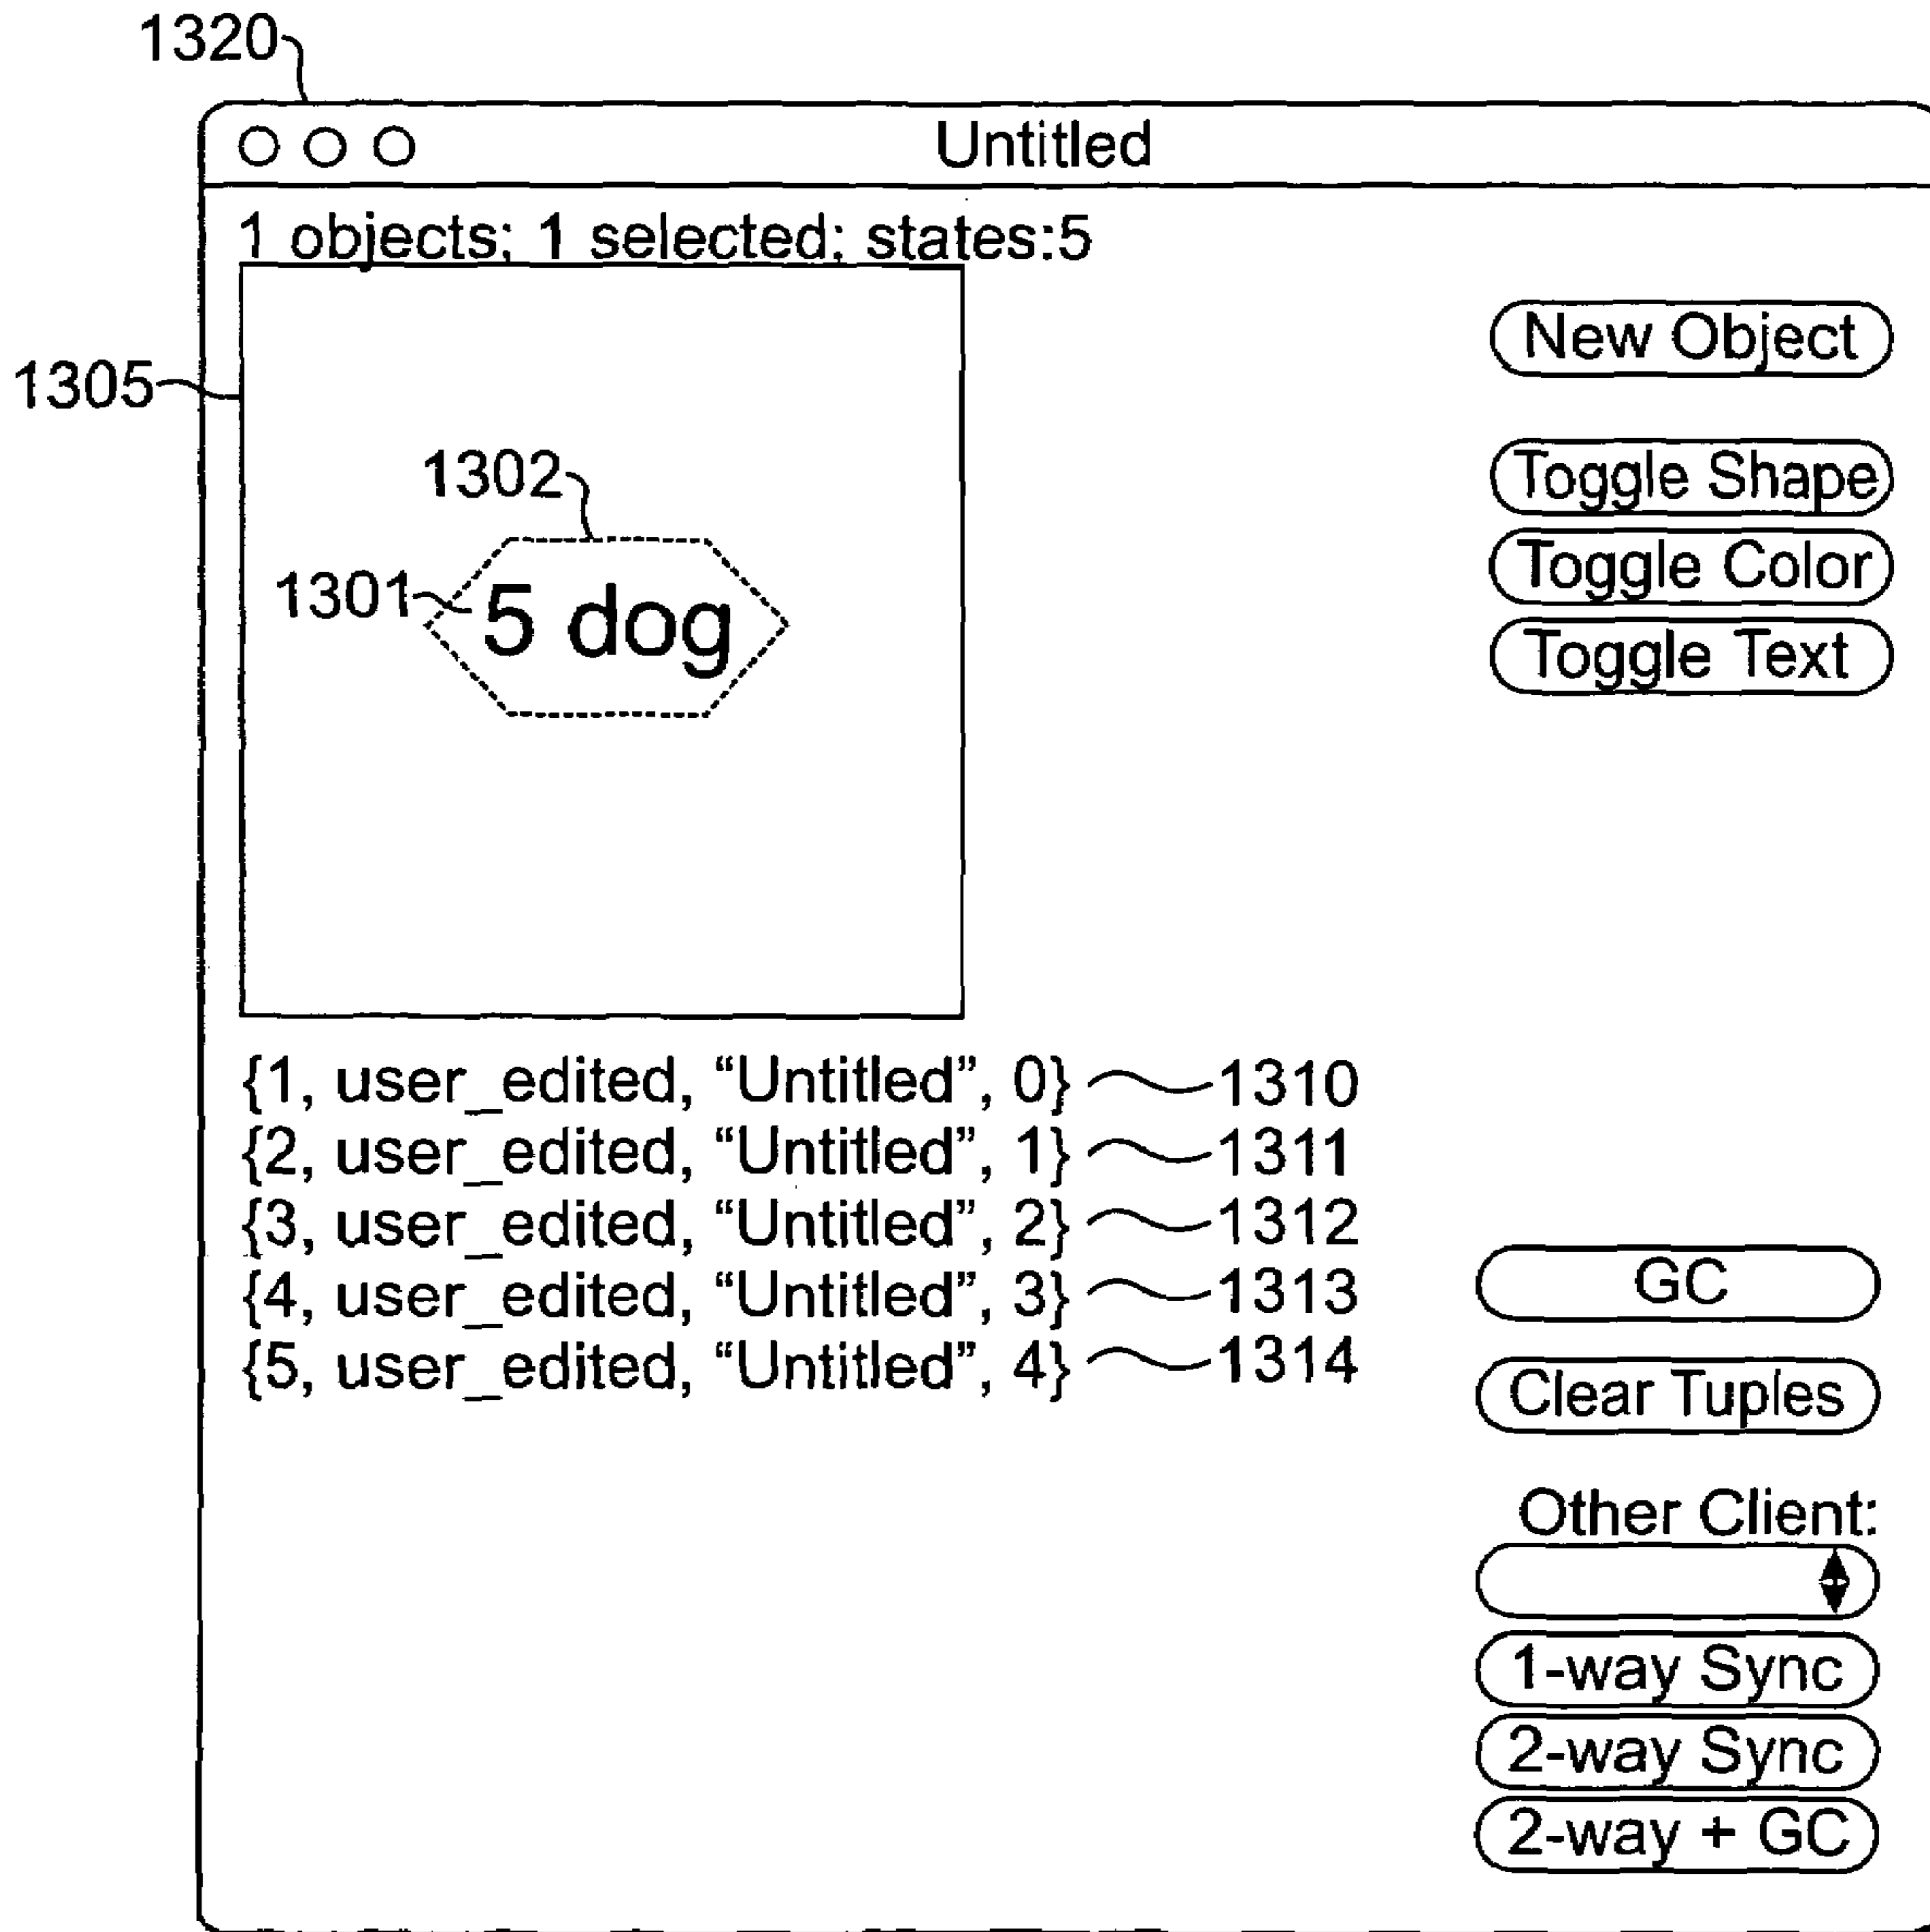 1320
Untitled
1 objects; 1 selected; states:5
New Object
1305
Toggle Shape
1302
Toggle Color
1301
5 dog
Toggle Text
{1, user_edited, “Untitled”, 0} 1310
{2, user_edited, “Untitled”, 1} 1311
{3, user_edited, “Untitled”, 2} 1312
{4, user_edited, “Untitled”, 3} 1313
{5, user_edited, “Untitled”, 4} 1314
GC
Clear Tuples
Other Client:
1-way Sync
2-way Sync
2-way + GC